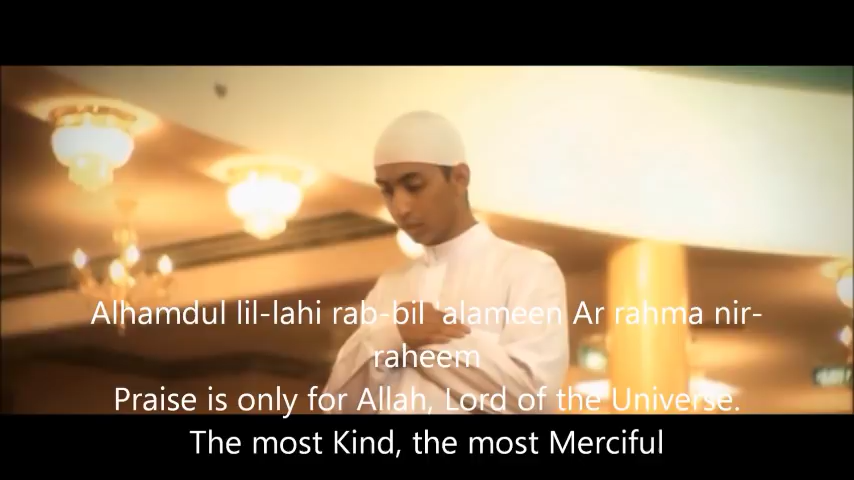 Alhamdul lil-lahi rab-bil 'alameen Ar rahma nir-
raheem
Praise is only for Allah, Lord of the Universe.
The most Kind, the most Merciful